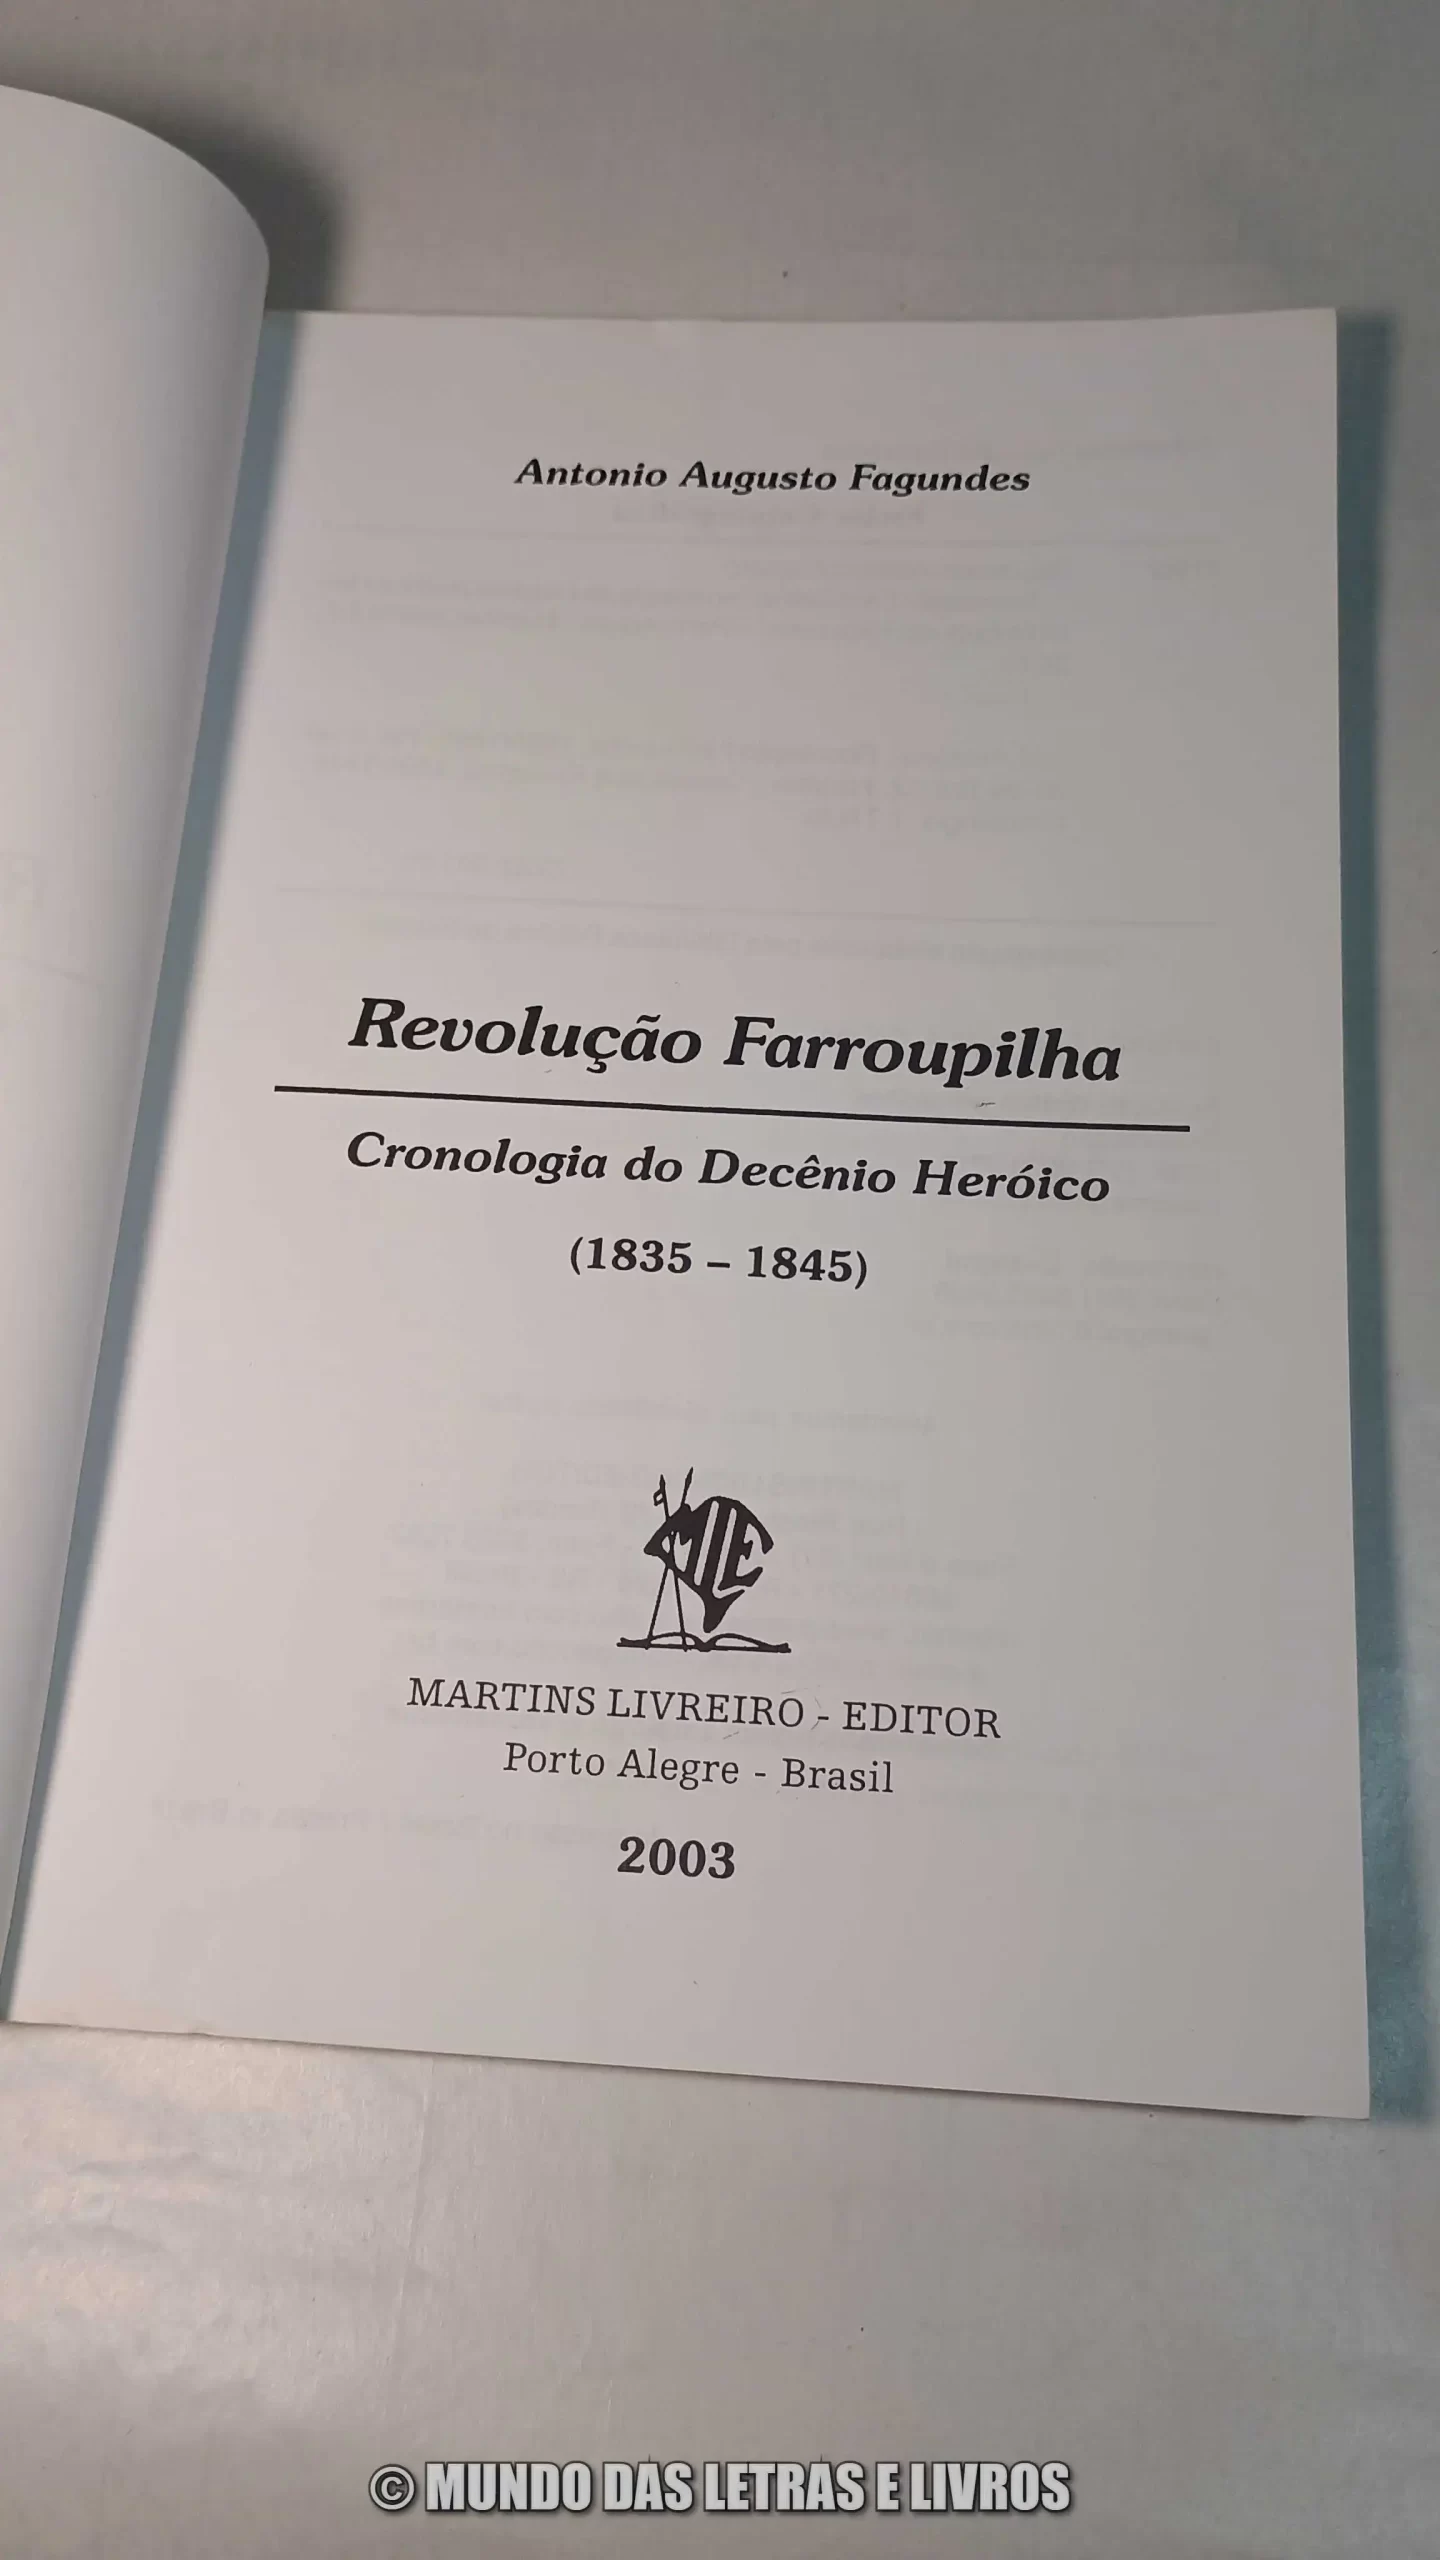 Antonio Augusto Fagundes
Revolução Farroupilha
Cronologia do Decênio Heróico
(1835 – 1845)
MLE
MARTINS LIVREIRO - EDITOR
Porto Alegre - Brasil
2003
© MUNDO DAS LETRAS E LIVROS